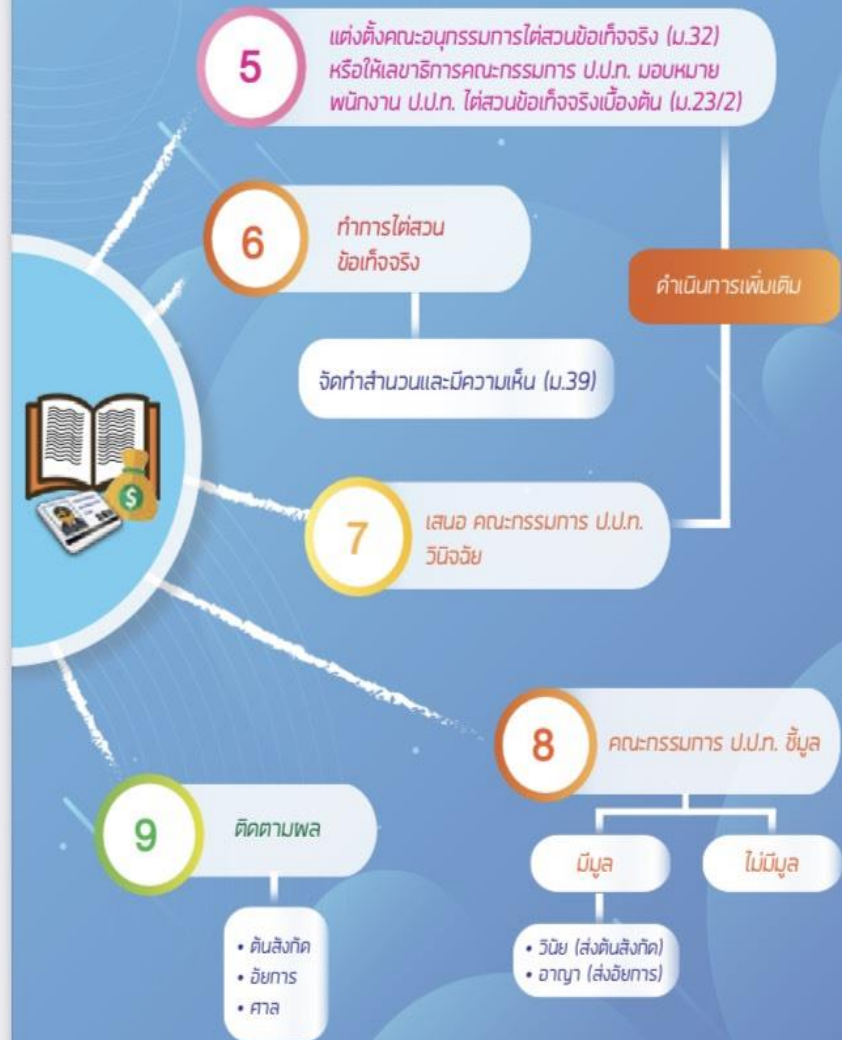 5
แต่งตั้งคณะอนุกรรมการไต่สวนข้อเท็จจริง (ม.32)
หรือให้เลขาธิการคณะกรรมการ ป.ป.ท. มอบหมาย
พนักงาน ป.ป.ท. ไต่สวนข้อเท็จจริงเบื้องต้น (ม.23/2)
6
ทำการไต่สวน
ข้อเท็จจริง
ดำเนินการเพิ่มเติม
จัดทำสำนวนและมีความเห็น (ม.39)
7
เสนอ คณะกรรมการ ป.ป.ท.
วินิจฉัย
8
คณะกรรมการ ป.ป.ท. ชี้มูล
มีมูล
ไม่มีมูล
• วินัย (ส่งต้นสังกัด)
• อาญา (ส่งอัยการ)
9
ติดตามผล
• ต้นสังกัด
• อัยการ
• ศาล